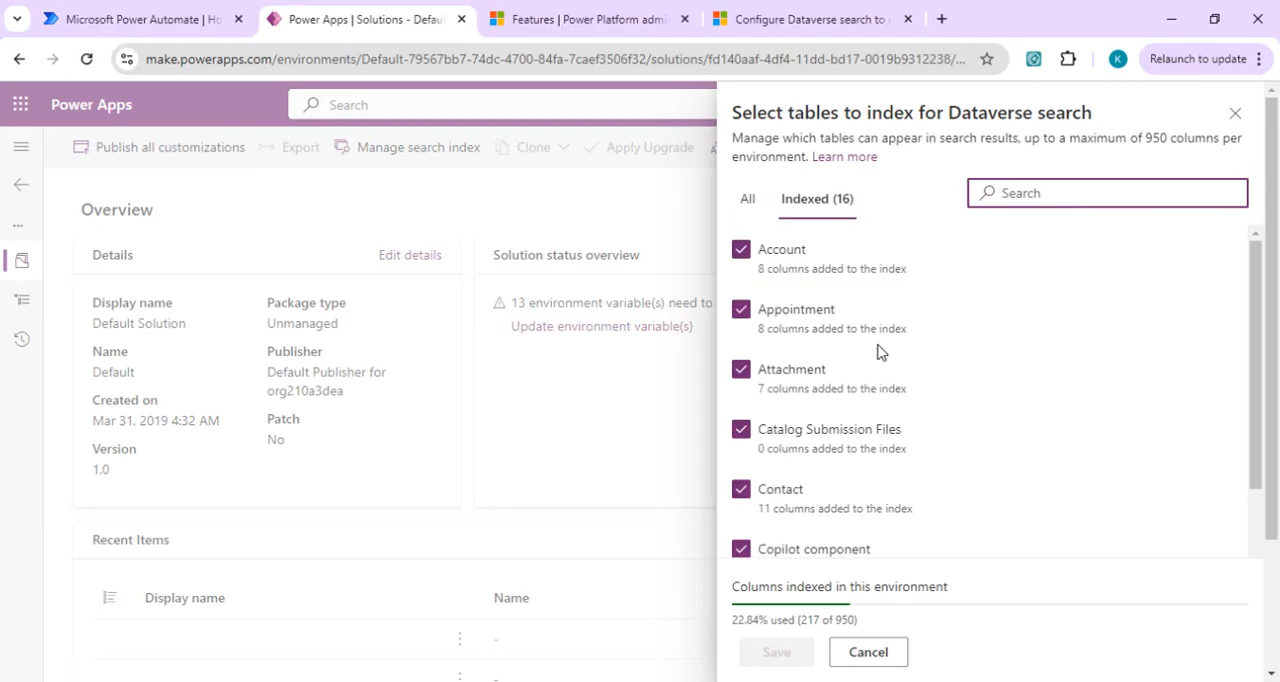 Microsoft Power Automate | Ho
Power Apps | Solutions - Defau
Features | Power Platform admi
Configure Dataverse search to i
make.powerapps.com/environments/Default-79567bb7-74dc-4700-84fa-7caef3506f32/solutions/fd140aaf-4df4-11dd-bd17-0019b9312238/...
K
Relaunch to update
Power Apps
Search
Publish all customizations
Export
Manage search index
Clone
Apply Upgrade
Overview
Details
Edit details
Display name
Default Solution
Name
Default
Created on
Mar 31, 2019 4:32 AM
Version
1.0
Package type
Unmanaged
Publisher
Default Publisher for
org210a3dea
Patch
No
Solution status overview
13 environment variable(s) need to
Update environment variable(s)
Recent Items
Display name
Name
-
-
Select tables to index for Dataverse search
Manage which tables can appear in search results, up to a maximum of 950 columns per
environment. Learn more
All
Indexed (16)
Search
Account
8 columns added to the index
Appointment
8 columns added to the index
Attachment
7 columns added to the index
Catalog Submission Files
0 columns added to the index
Contact
11 columns added to the index
Copilot component
Columns indexed in this environment
22.84% used (217 of 950)
Save
Cancel